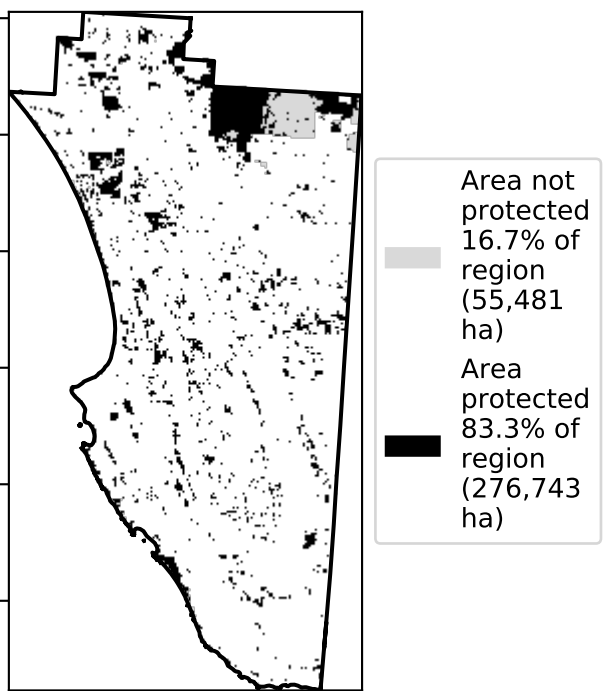 Area not
protected
16.7% of
region
(55,481
ha)
Area
protected
83.3% of
region
(276,743
ha)